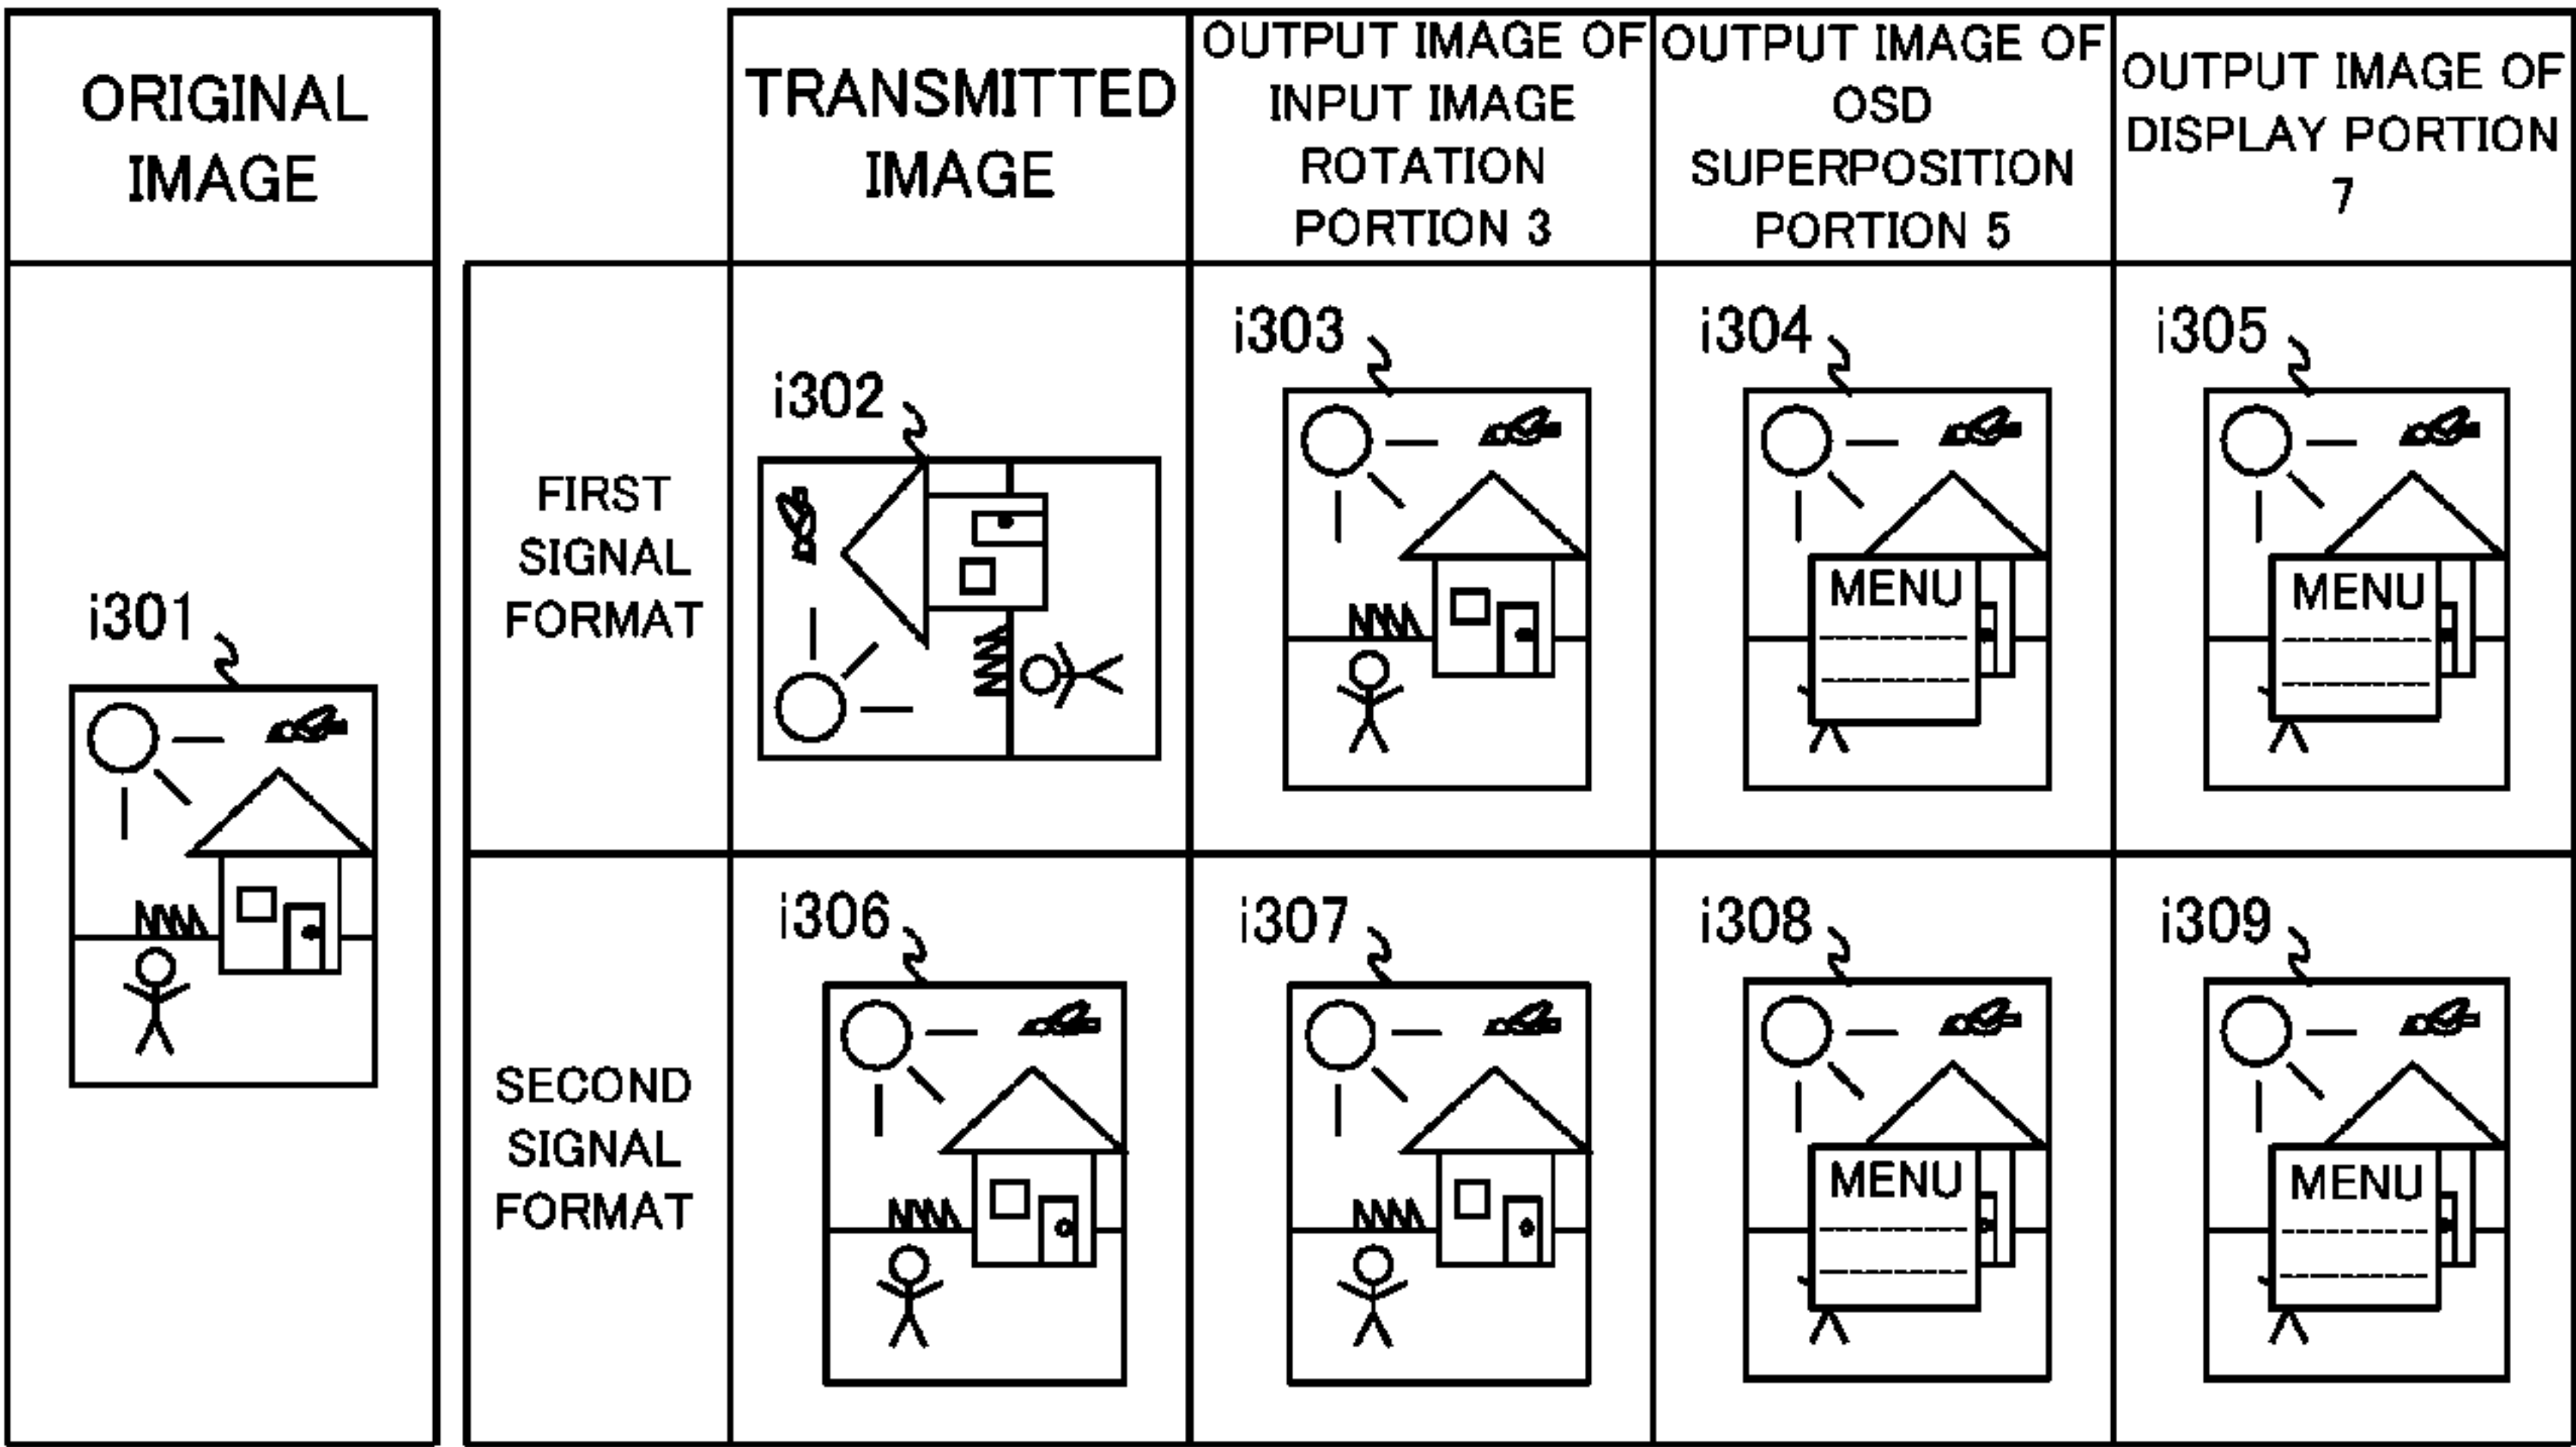 ORIGINAL
IMAGE
TRANSMITTED
IMAGE
OUTPUT IMAGE OF
INPUT IMAGE
ROTATION
PORTION 3
OUTPUT IMAGE OF
OSD
SUPERPOSITION
PORTION 5
OUTPUT IMAGE OF
DISPLAY PORTION
7
i301
FIRST
SIGNAL
FORMAT
i302
i303
i304
MENU
i305
MENU
SECOND
SIGNAL
FORMAT
i306
i307
i308
MENU
i309
MENU